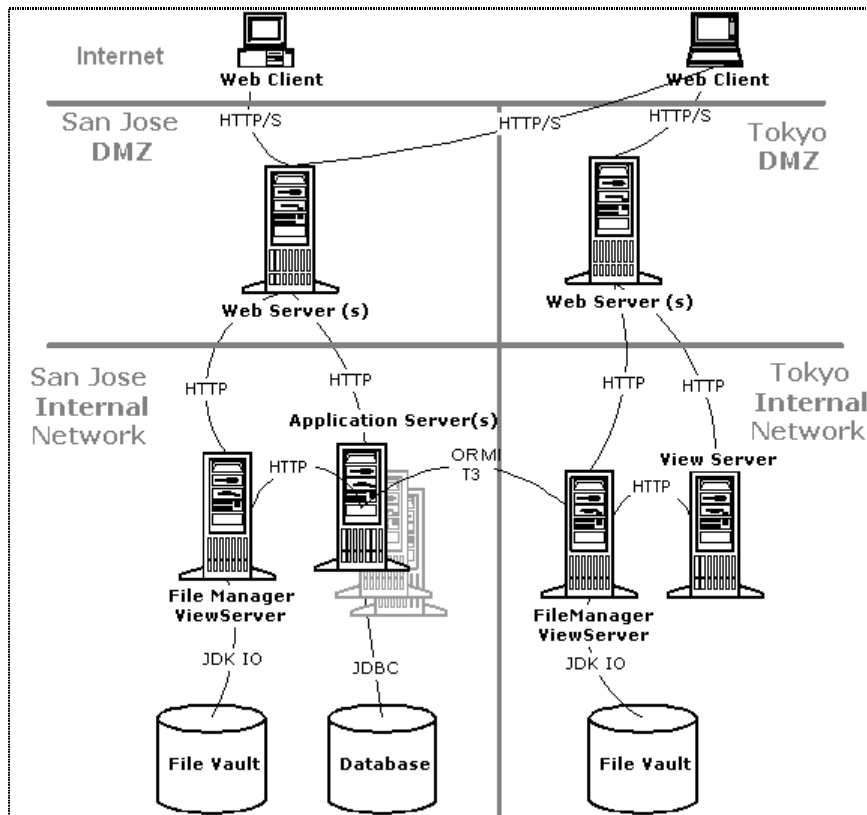 Internet
Web Client
Web Client
HTTP/S
HTTP/S
HTTP/S
San Jose
DMZ
Tokyo
DMZ
Web Server (s)
Web Server (s)
San Jose
Internal
Network
HTTP
HTTP
HTTP
HTTP
Tokyo
Internal
Network
Application Server(s)
HTTP
ORMI
T3
View Server
HTTP
File Manager
ViewServer
FileManager
ViewServer
JDK IO
JDBC
JDK IO
File Vault
Database
File Vault